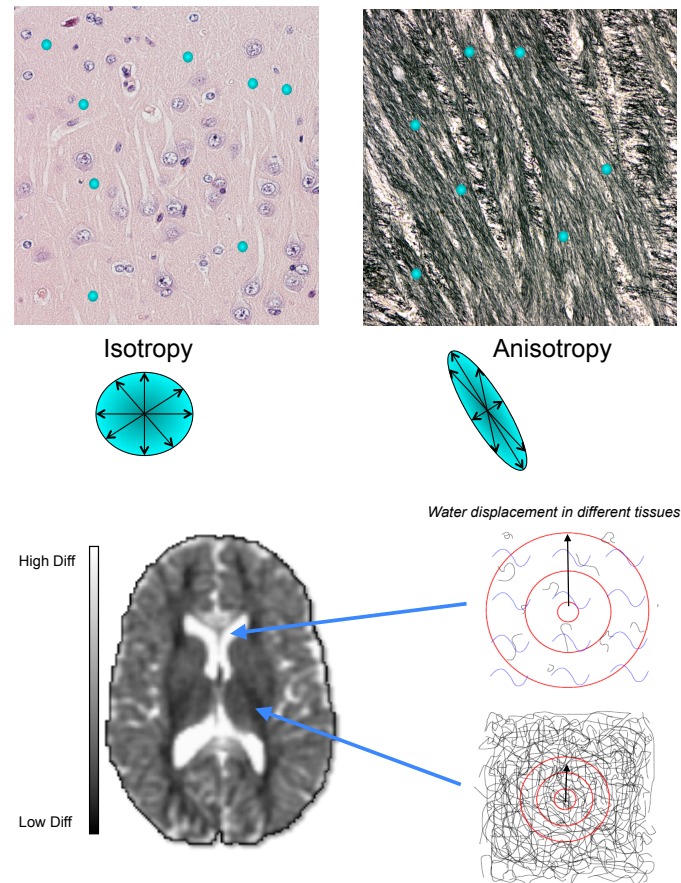 Isotropy
Anisotropy
Water displacement in different tissues
High Diff
Low Diff